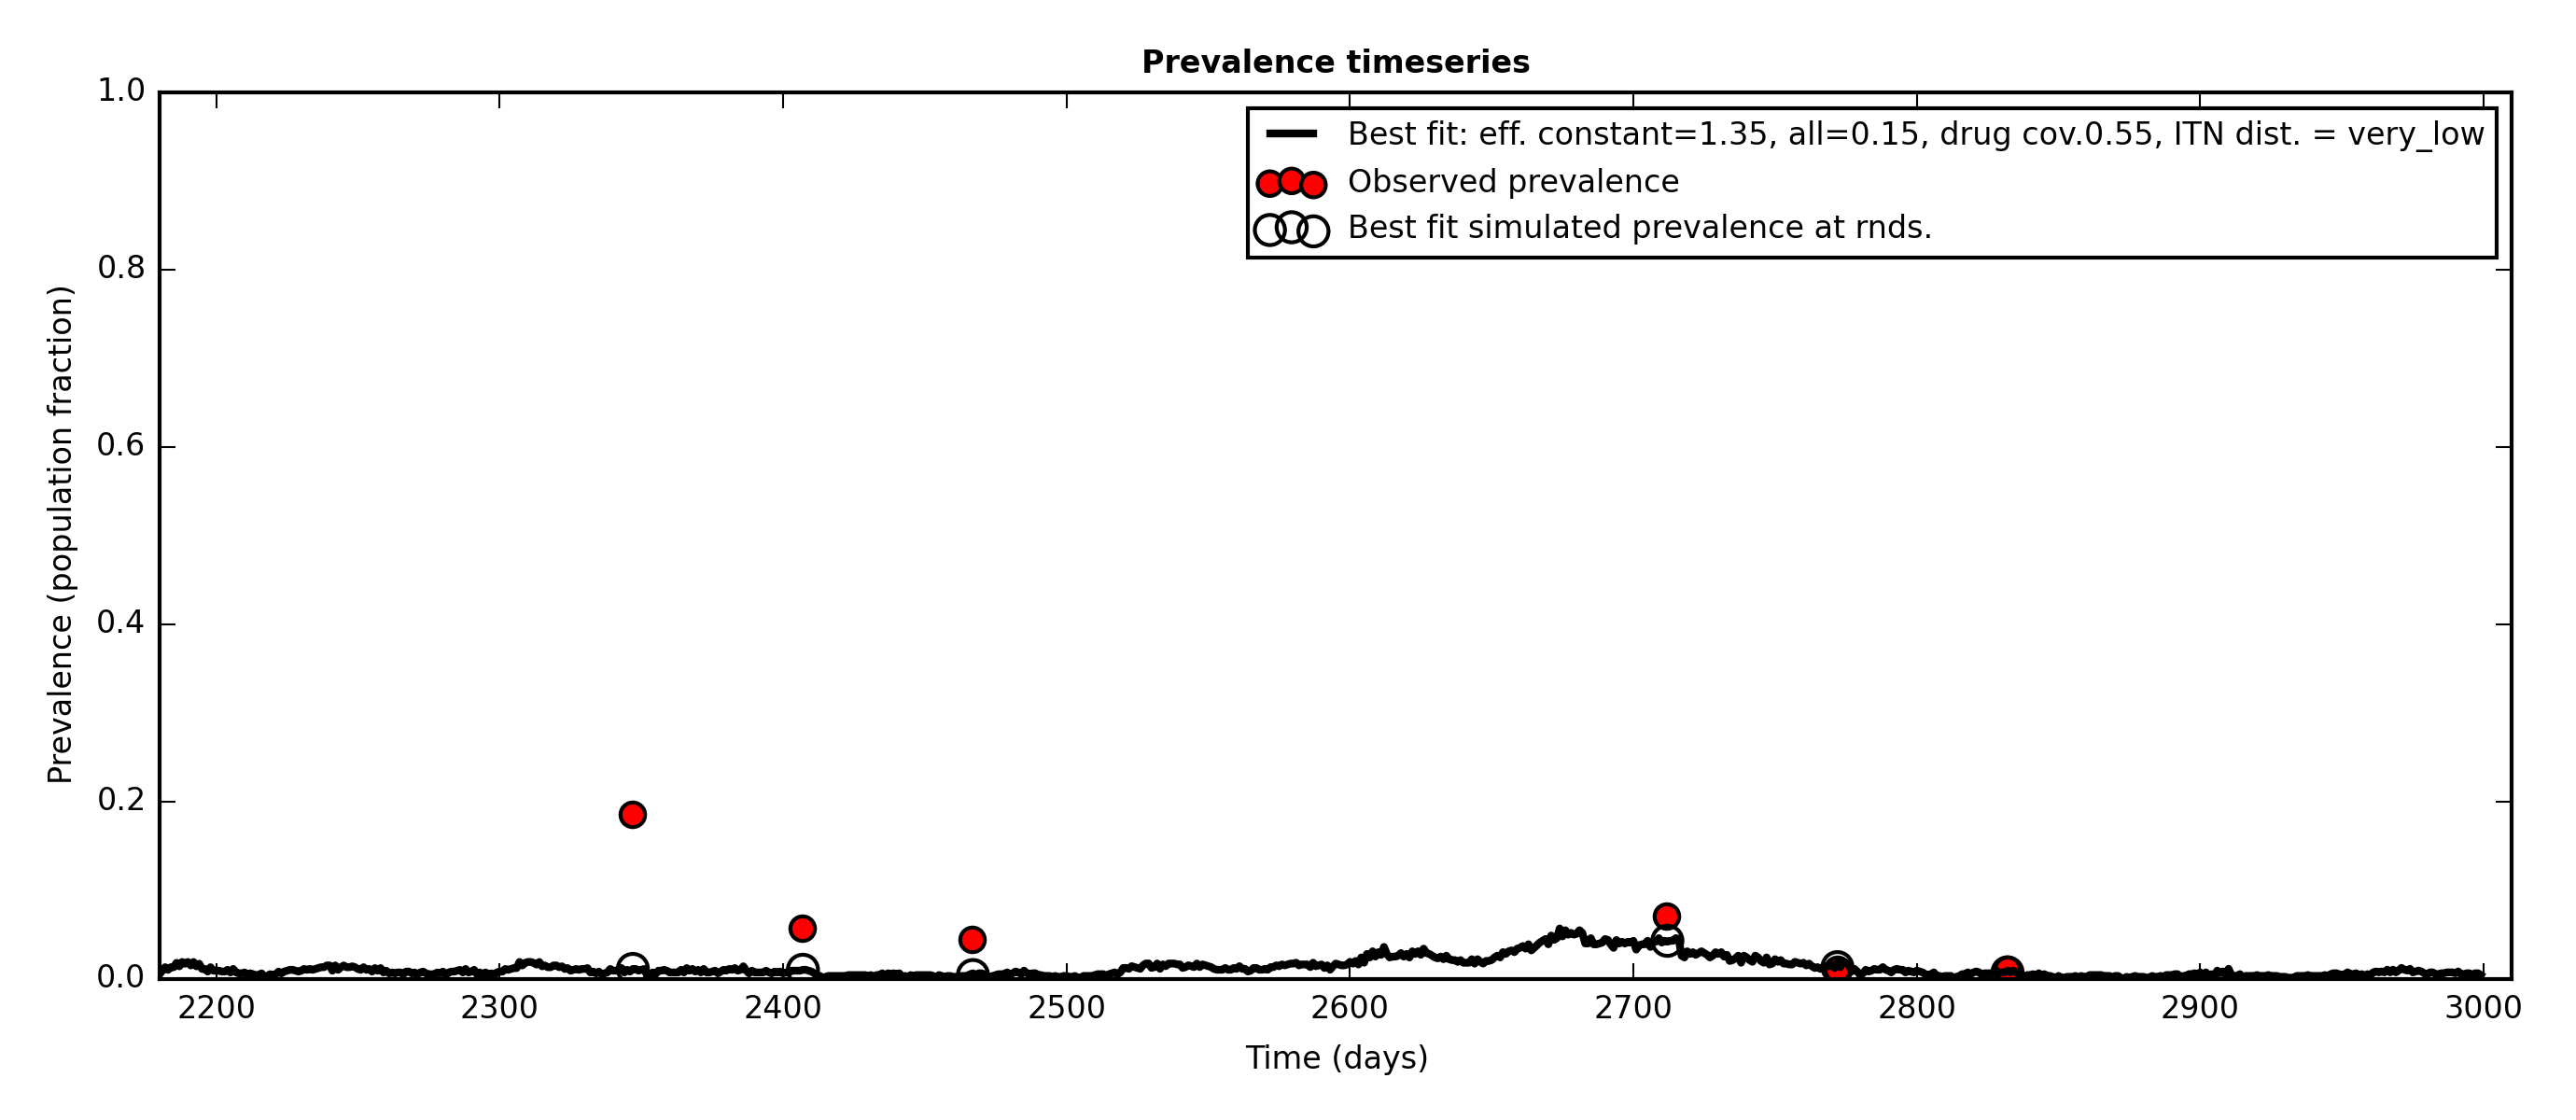 Prevalence timeseries
1.0
0.8
0.6
0.4
0.2
0.0
Prevalence (population fraction)
Best fit: eff. constant=1.35, all=0.15, drug cov.0.55, ITN dist. = very_low
Observed prevalence
Best fit simulated prevalence at rnds.
2200 2300 2400 2500 2600 2700 2800 2900 3000
Time (days)